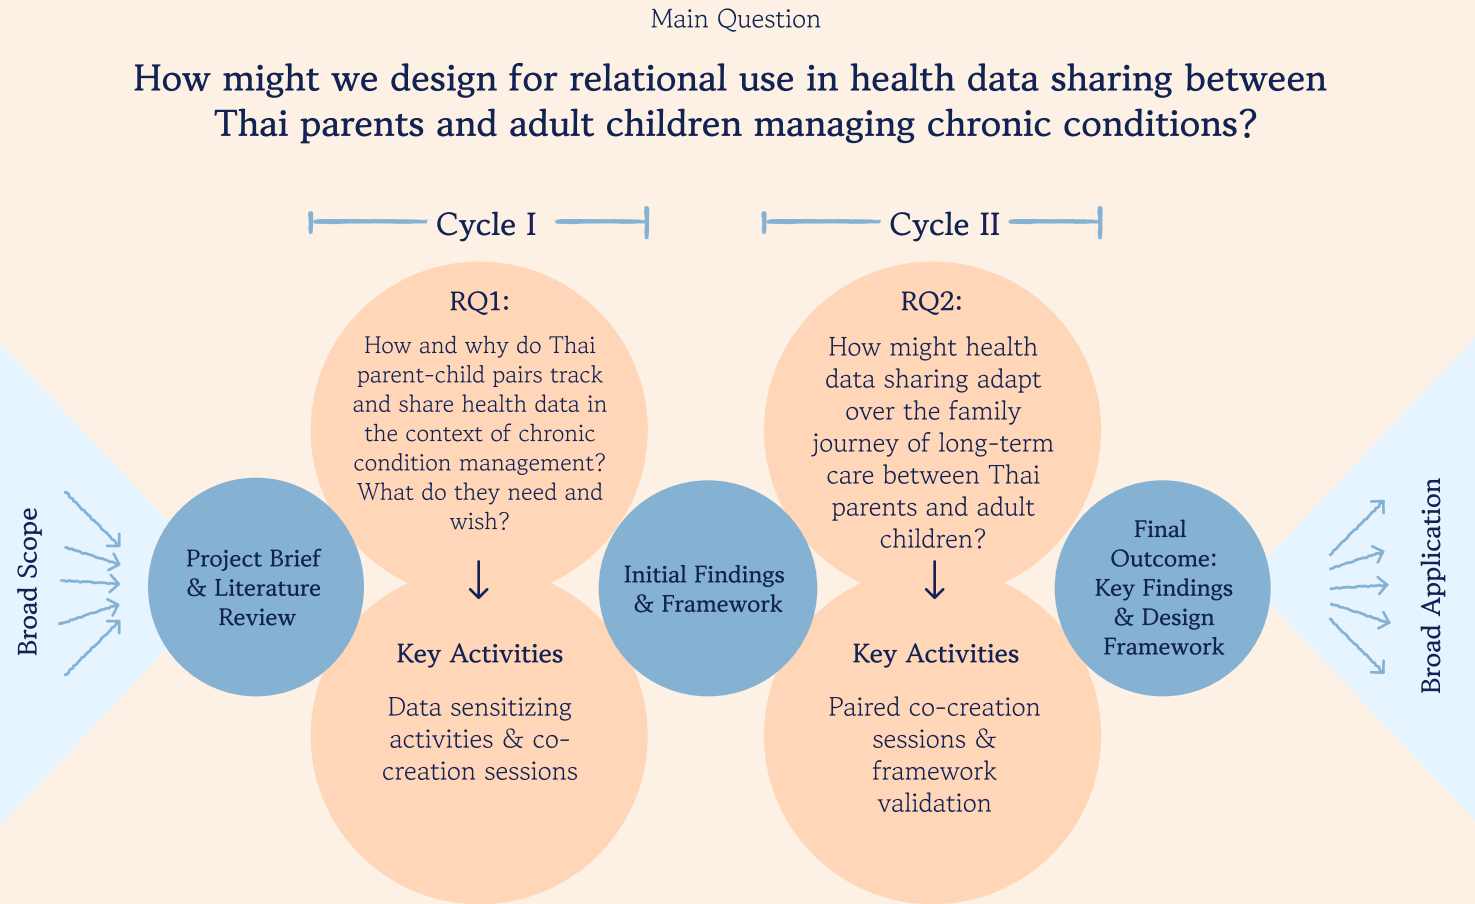 Main Question
How might we design for relational use in health data sharing between
Thai parents and adult children managing chronic conditions?
Cycle I
Cycle II
Broad Scope
Project Brief
& Literature
Review
RQ1:
How and why do Thai
parent-child pairs track
and share health data in
the context of chronic
condition management?
What do they need and
wish?
Key Activities
Data sensitizing
activities & co-
creation sessions
Initial Findings
& Framework
RQ2:
How might health
data sharing adapt
over the family
journey of long-term
care between Thai
parents and adult
children?
Key Activities
Paired co-creation
sessions &
framework
validation
Final
Outcome:
Key Findings
& Design
Framework
Broad Application